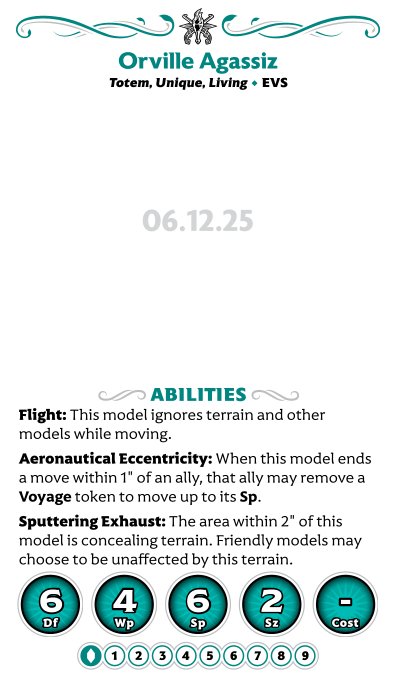 Orville Agassiz
Totem, Unique, Living ◆ EVS
06.12.25
ABILITIES
Flight: This model ignores terrain and other
models while moving.
Aeronautical Eccentricity: When this model ends
a move within 1" of an ally, that ally may remove a
Voyage token to move up to its Sp.
Sputtering Exhaust: The area within 2" of this
model is concealing terrain. Friendly models may
choose to be unaffected by this terrain.
6 4 6 2 -
Df Wp Sp Sz Cost
1 2 3 4 5 6 7 8 9